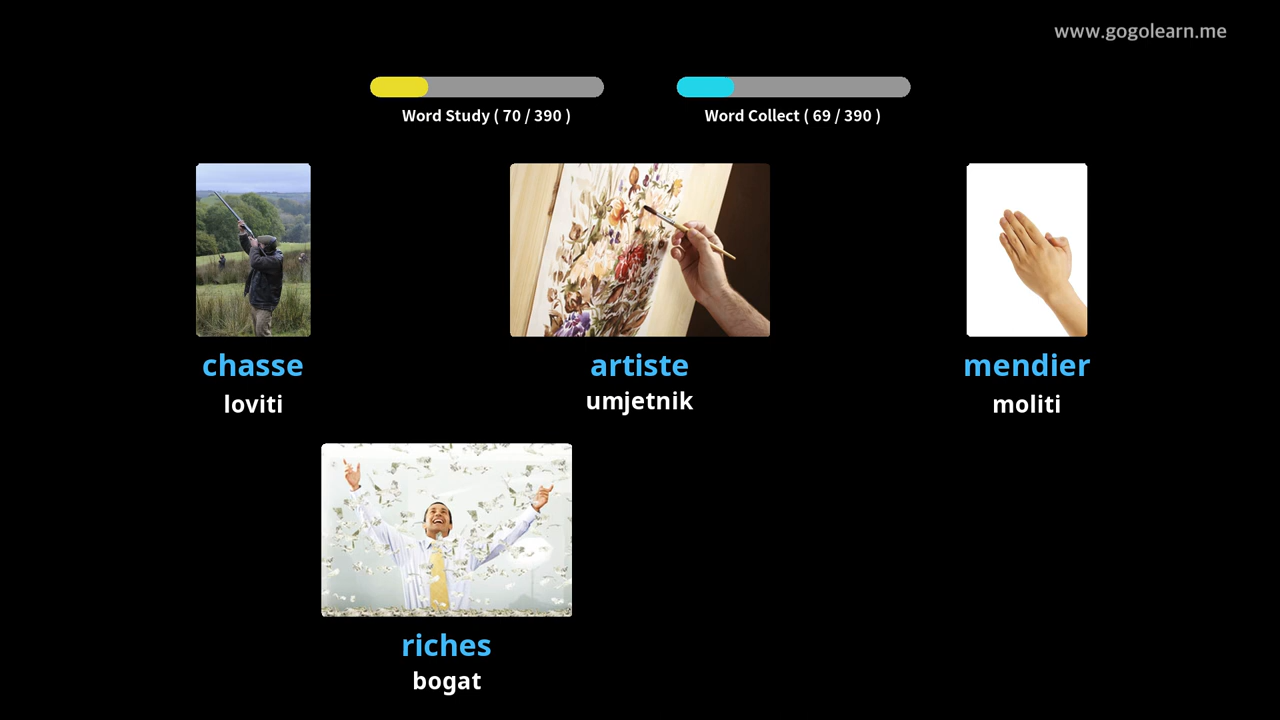 www.gogolearn.me
Word Study ( 70 / 390 )
Word Collect ( 69 / 390 )
chasse
loviti
artiste
umjetnik
mendier
moliti
riches
bogat